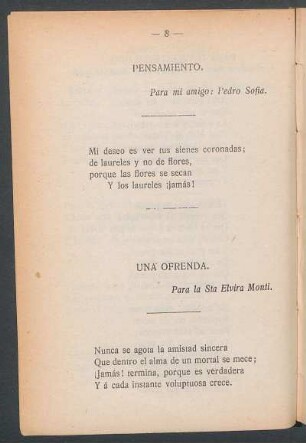 — 8 —
PENSAMIENTO.
Para mi amigo: Pedro Sofia.
Mi deseo es ver tus sienes coronadas;
de laureles y no de flores,
porque las flores se secan
Y los laureles ¡jamás!
UNA OFRENDA.
Para la Sta Elvira Monti.
Nunca se agota la amistad sincera
Que dentro el alma de un mortal se mece;
¡Jamás! termina, porque es verdadera
Y á cada instante voluptuosa crece.